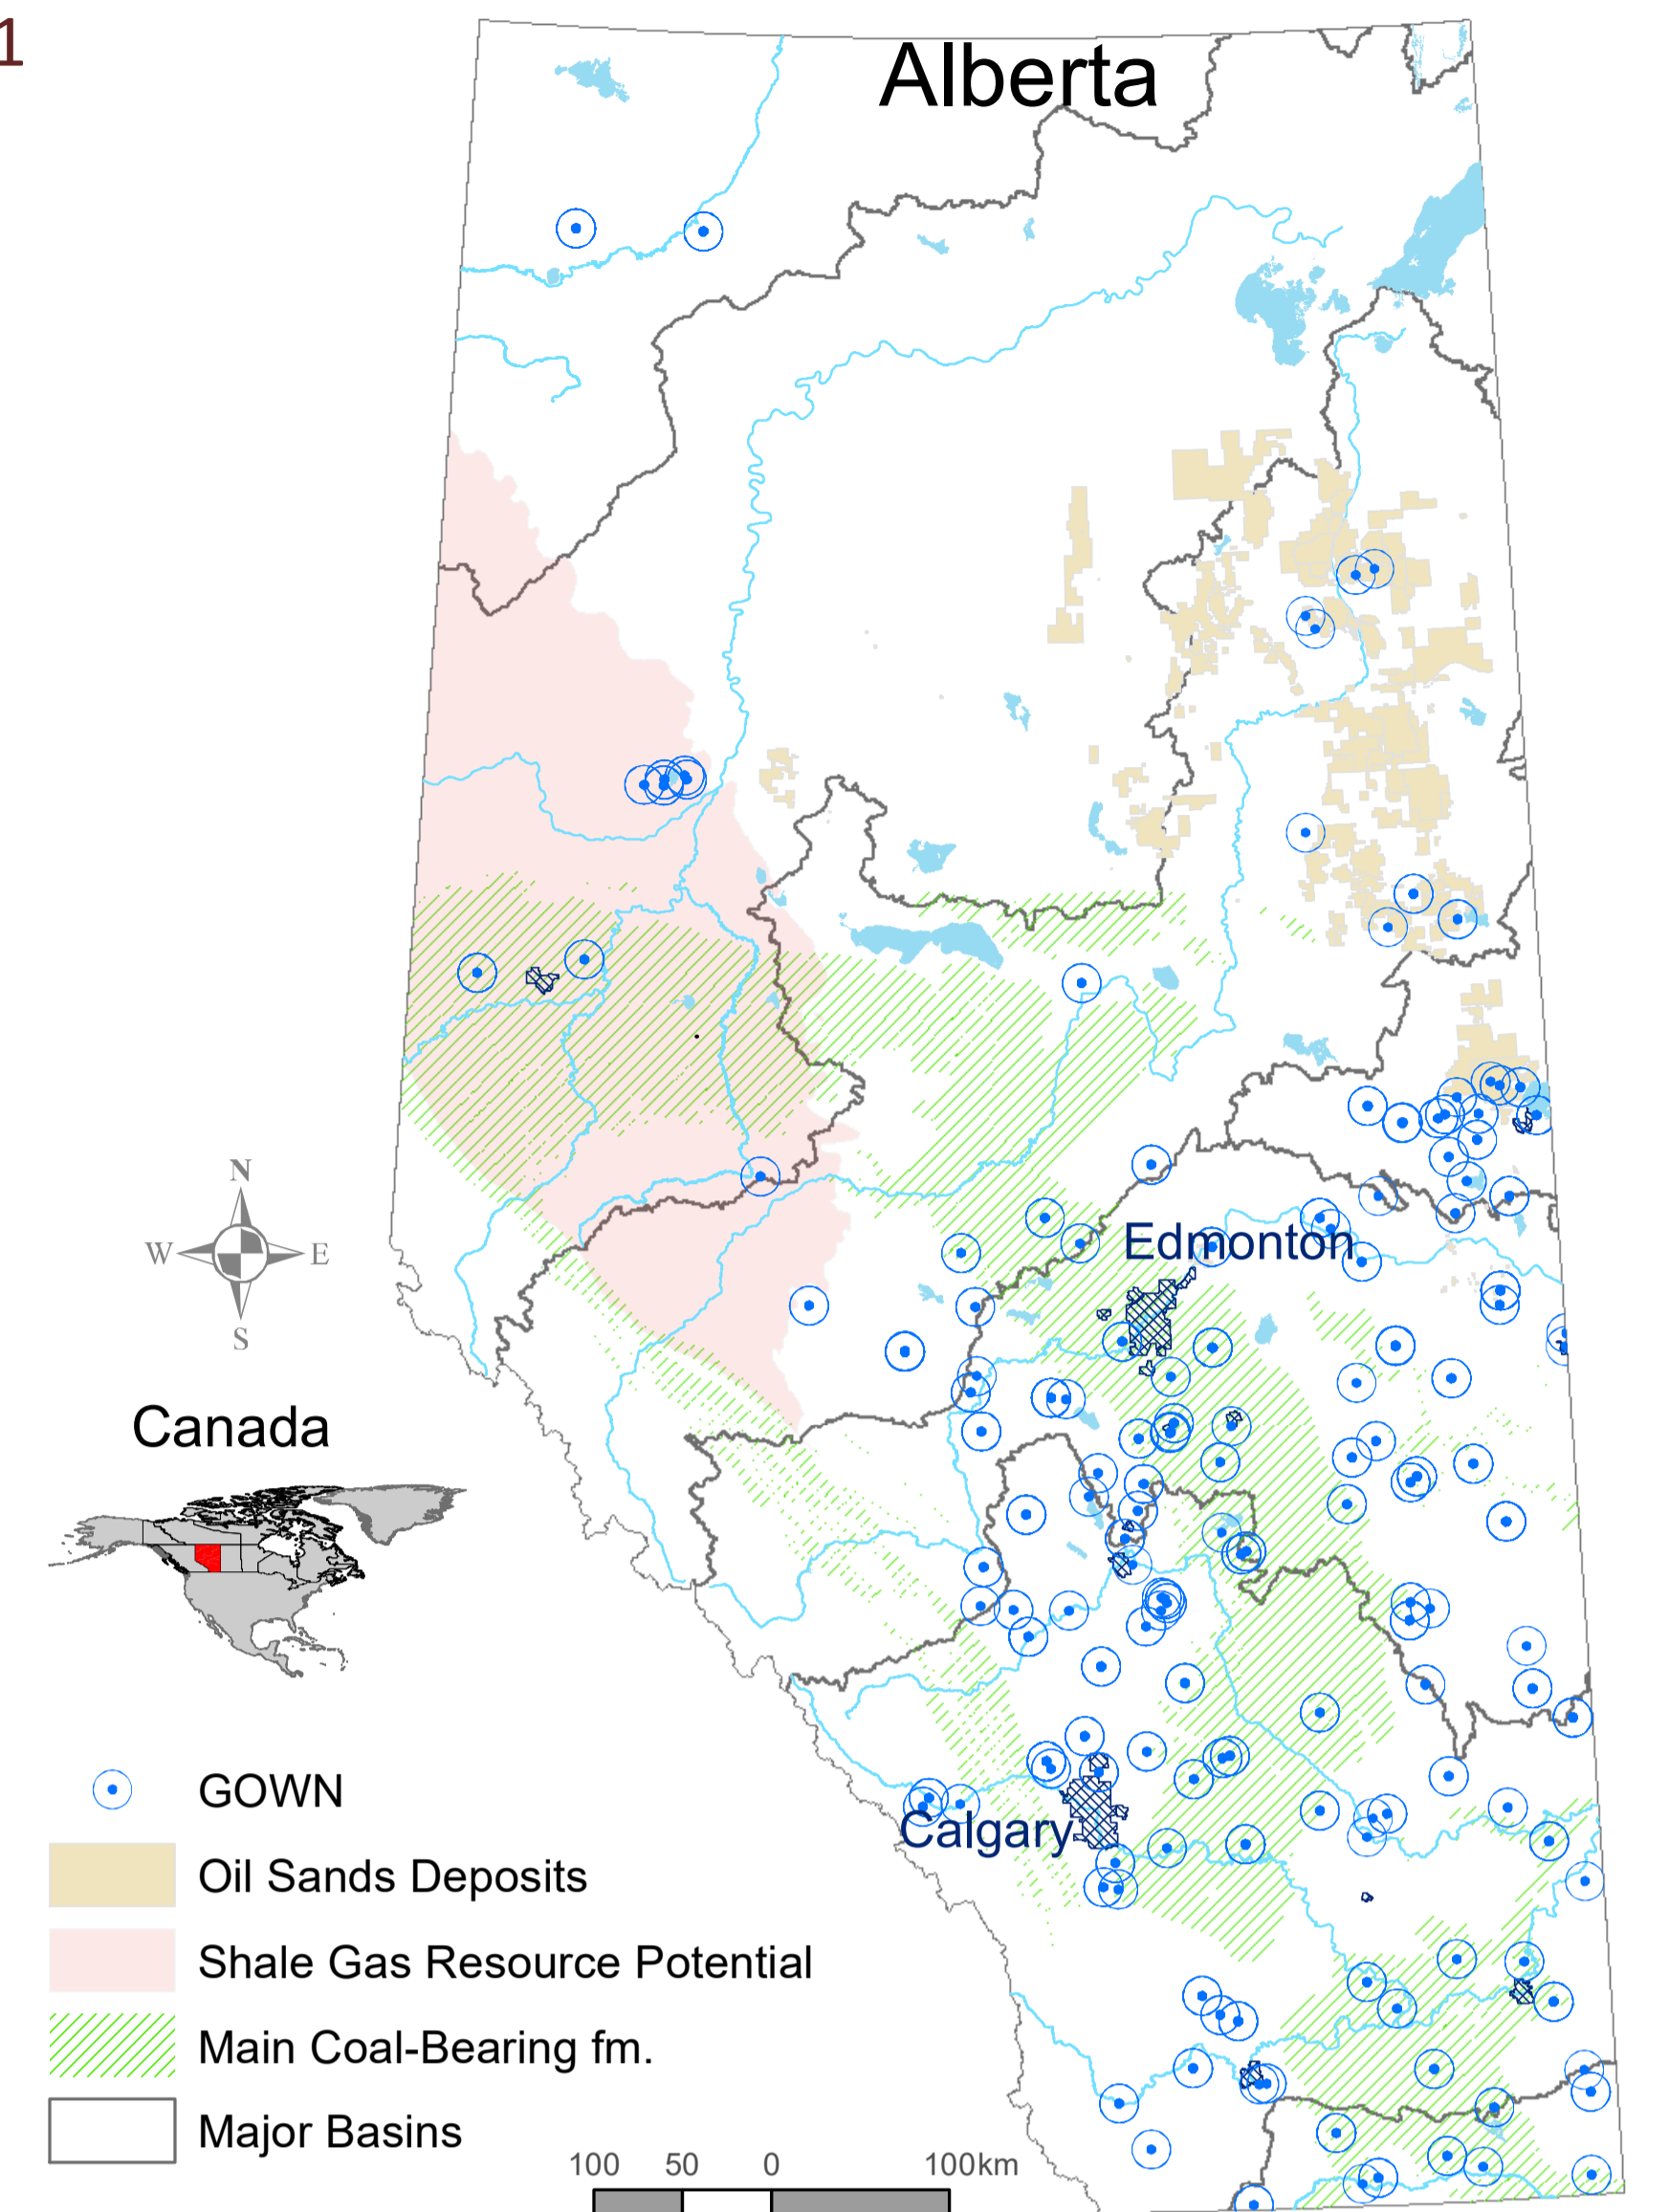 1
Alberta
Edmonton
N
W E
S
Canada
Calgary
GOWN
Oil Sands Deposits
Shale Gas Resource Potential
Main Coal-Bearing fm.
Major Basins
100 50 0 100km